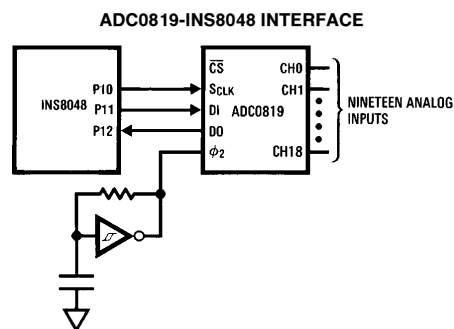 ADC0819-INS8048 INTERFACE
INS8048
P10
P11
P12
CS
SCLK
DI
DO
ϕ2
ADC0819
CH0
CH1
CH18
NINETEEN ANALOG
INPUTS